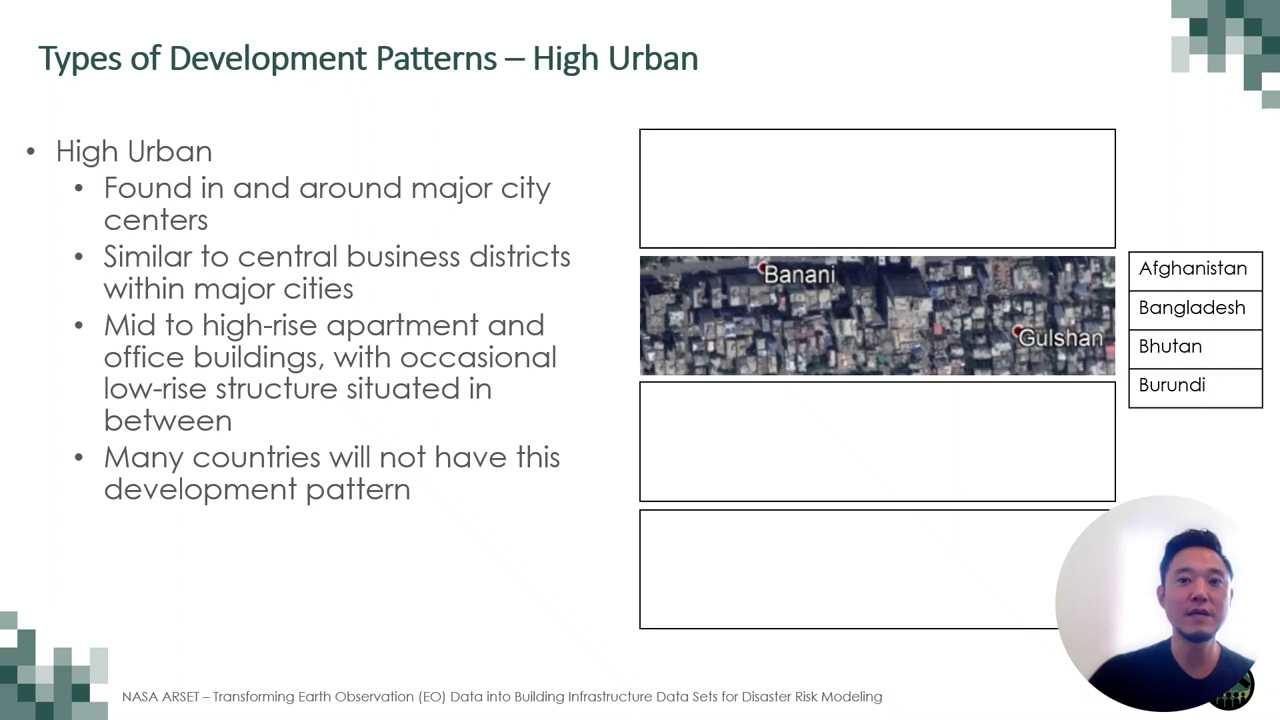 Types of Development Patterns – High Urban
• High Urban
• Found in and around major city
centers
• Similar to central business districts
within major cities
• Mid to high-rise apartment and
office buildings, with occasional
low-rise structure situated in
between
• Many countries will not have this
development pattern
Banani
Gulshan
Afghanistan
Bangladesh
Bhutan
Burundi
NASA ARSET – Transforming Earth Observation (EO) Data into Building Infrastructure Data Sets for Disaster Risk Modeling